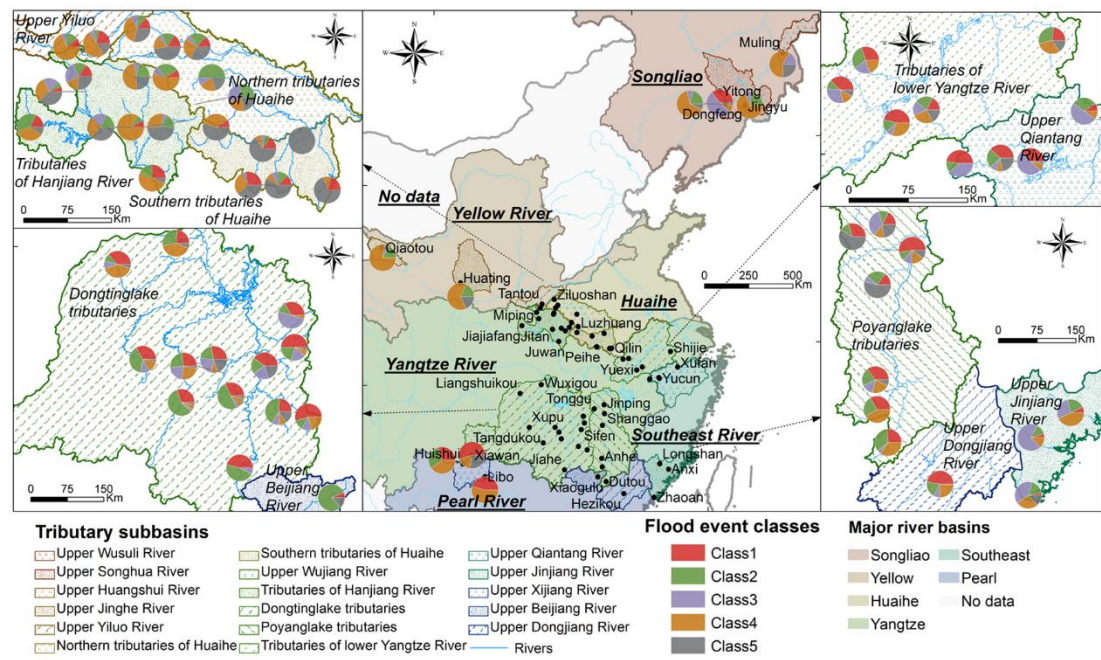 Upper Yiluo
River
Northern tributaries
of Huaihe
Tributaries
of Hanjiang River
Southern tributaries
of Huaihe
0 75 150
Km
N
Dongtinglake
tributaries
Upper
Beijiang
River
0 75 150
Km
N
N
W E
S
Muling
Songliao
Yitong
Dongfeng
Jingyu
No data
Yellow River
Qiaotou
Huating
0 250 500
Km
Tantou
Ziluoshan
Huaihe
Miping
Luzhuang
Jiajiafang
Jitan
Juwan
Peihe
Qilin
Shijie
Yangtze River
Yuexi
Xufan
Liangshuikou
Wuxigou
Yucun
Tonggu
Jinping
Xupu
Shanggao
Tangdukou
Sifen
Southeast River
Huishui
Xiawan
Jiahe
Anhe
Longshan
Libo
Anxi
Xiaogulu
Dutou
Pearl River
Hezikou
Zhaoan
N
Tributaries of
lower Yangtze River
Upper
Qiantang
River
0 75 150
Km
N
0 75 150
Km
Poyanglake
tributaries
Upper
Jinjiang
River
Upper
Dongjiang
River
Tributary subbasins
Upper Wusuli River
Upper Songhua River
Upper Huangshui River
Upper Jinghe River
Upper Yiluo River
Northern tributaries of Huaihe
Southern tributaries of Huaihe
Upper Wujiang River
Tributaries of Hanjiang River
Dongtinglake tributaries
Poyanglake tributaries
Tributaries of lower Yangtze River
Upper Qiantang River
Upper Jinjiang River
Upper Xijiang River
Upper Beijiang River
Upper Dongjiang River
Rivers
Flood event classes
Class1
Class2
Class3
Class4
Class5
Major river basins
Songliao
Yellow
Huaihe
Yangtze
Southeast
Pearl
No data